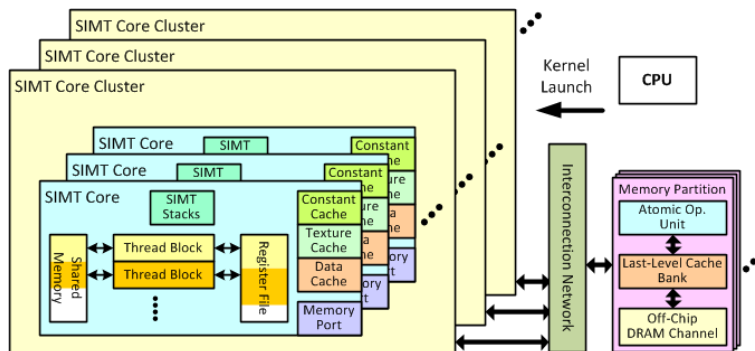 SIMT Core Cluster
SIMT Core Cluster
SIMT Core Cluster
Kernel
Launch
CPU
SIMT Core
SIMT
Constant
SIMT Core
SIMT
Constant
SIMT Core
SIMT
Stacks
Constant
Cache
Texture
Cache
Data
Cache
Memory
Port
Shared
Memory
Thread Block
Thread Block
Register File
Interconnection Network
Memory Partition
Atomic Op.
Unit
Last-Level Cache
Bank
Off-Chip
DRAM Channel